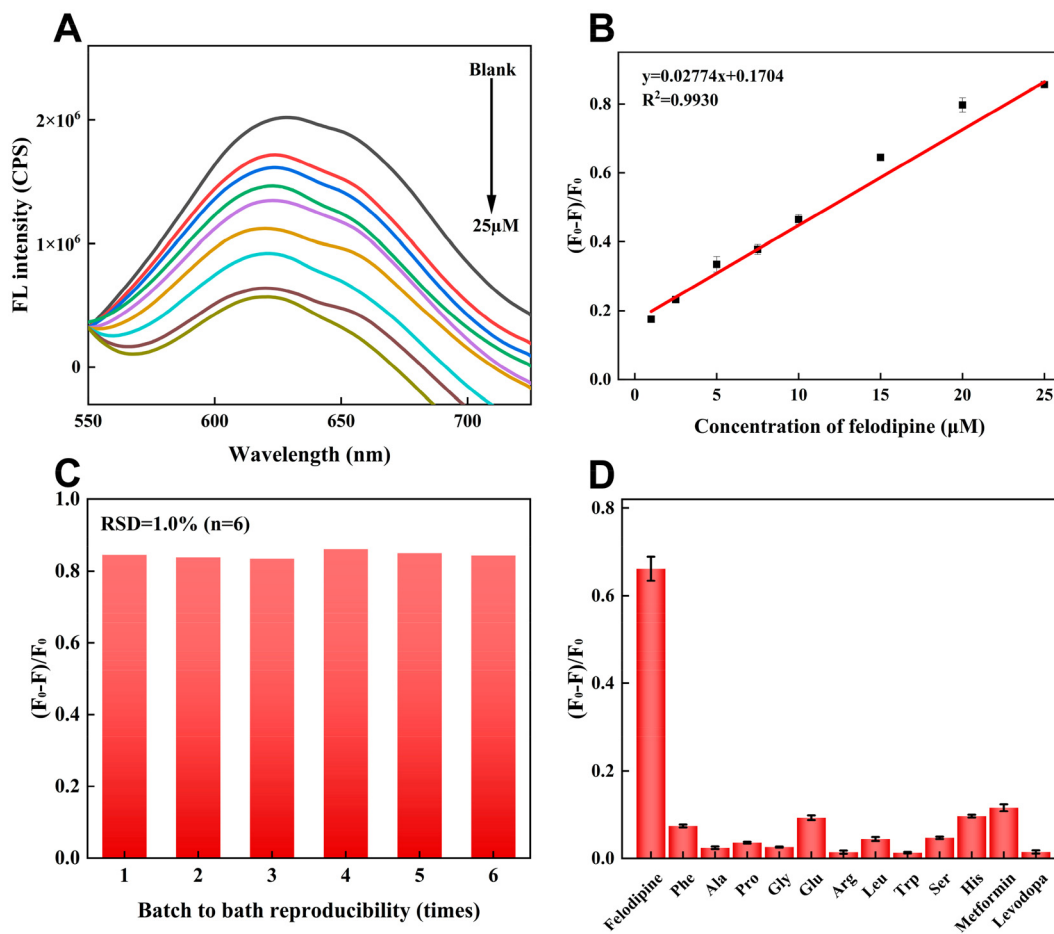 A
Blank
25μM
2×10⁶
1×10⁶
0
FL intensity (CPS)
550
600
650
700
Wavelength (nm)
B
y=0.02774x+0.1704
R²=0.9930
0.8
0.6
0.4
0.2
0.0
(F₀-F)/F₀
0
5
10
15
20
25
Concentration of felodipine (μM)
C
RSD=1.0% (n=6)
1.0
0.8
0.6
0.4
0.2
0.0
(F₀-F)/F₀
1
2
3
4
5
6
Batch to bath reproducibility (times)
D
0.8
0.6
0.4
0.2
0.0
(F₀-F)/F₀
Felodipine
Phe
Ala
Pro
Gly
Glu
Arg
Leu
Trp
Ser
His
Metformin
Levodopa